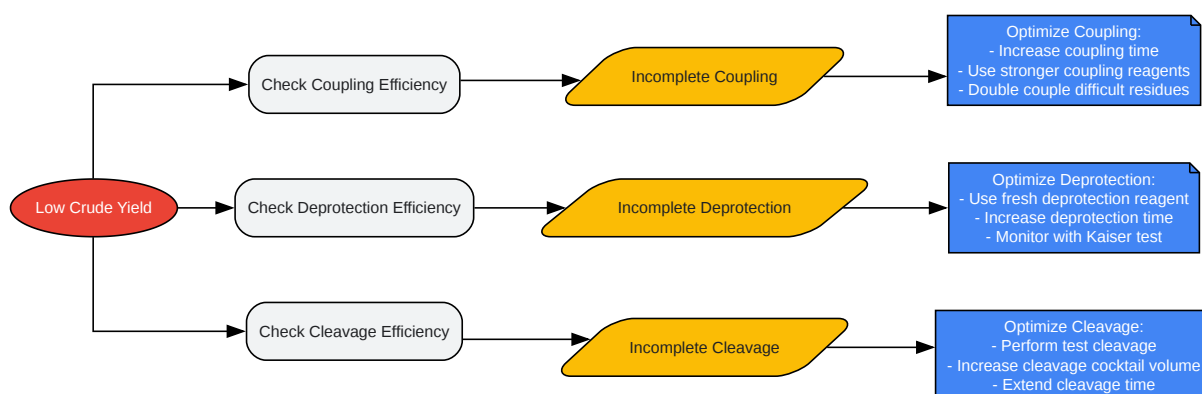 Low Crude Yield
Check Coupling Efficiency
Incomplete Coupling
Optimize Coupling:
- Increase coupling time
- Use stronger coupling reagents
- Double couple difficult residues
Check Deprotection Efficiency
Incomplete Deprotection
Optimize Deprotection:
- Use fresh deprotection reagent
- Increase deprotection time
- Monitor with Kaiser test
Check Cleavage Efficiency
Incomplete Cleavage
Optimize Cleavage:
- Perform test cleavage
- Increase cleavage cocktail volume
- Extend cleavage time